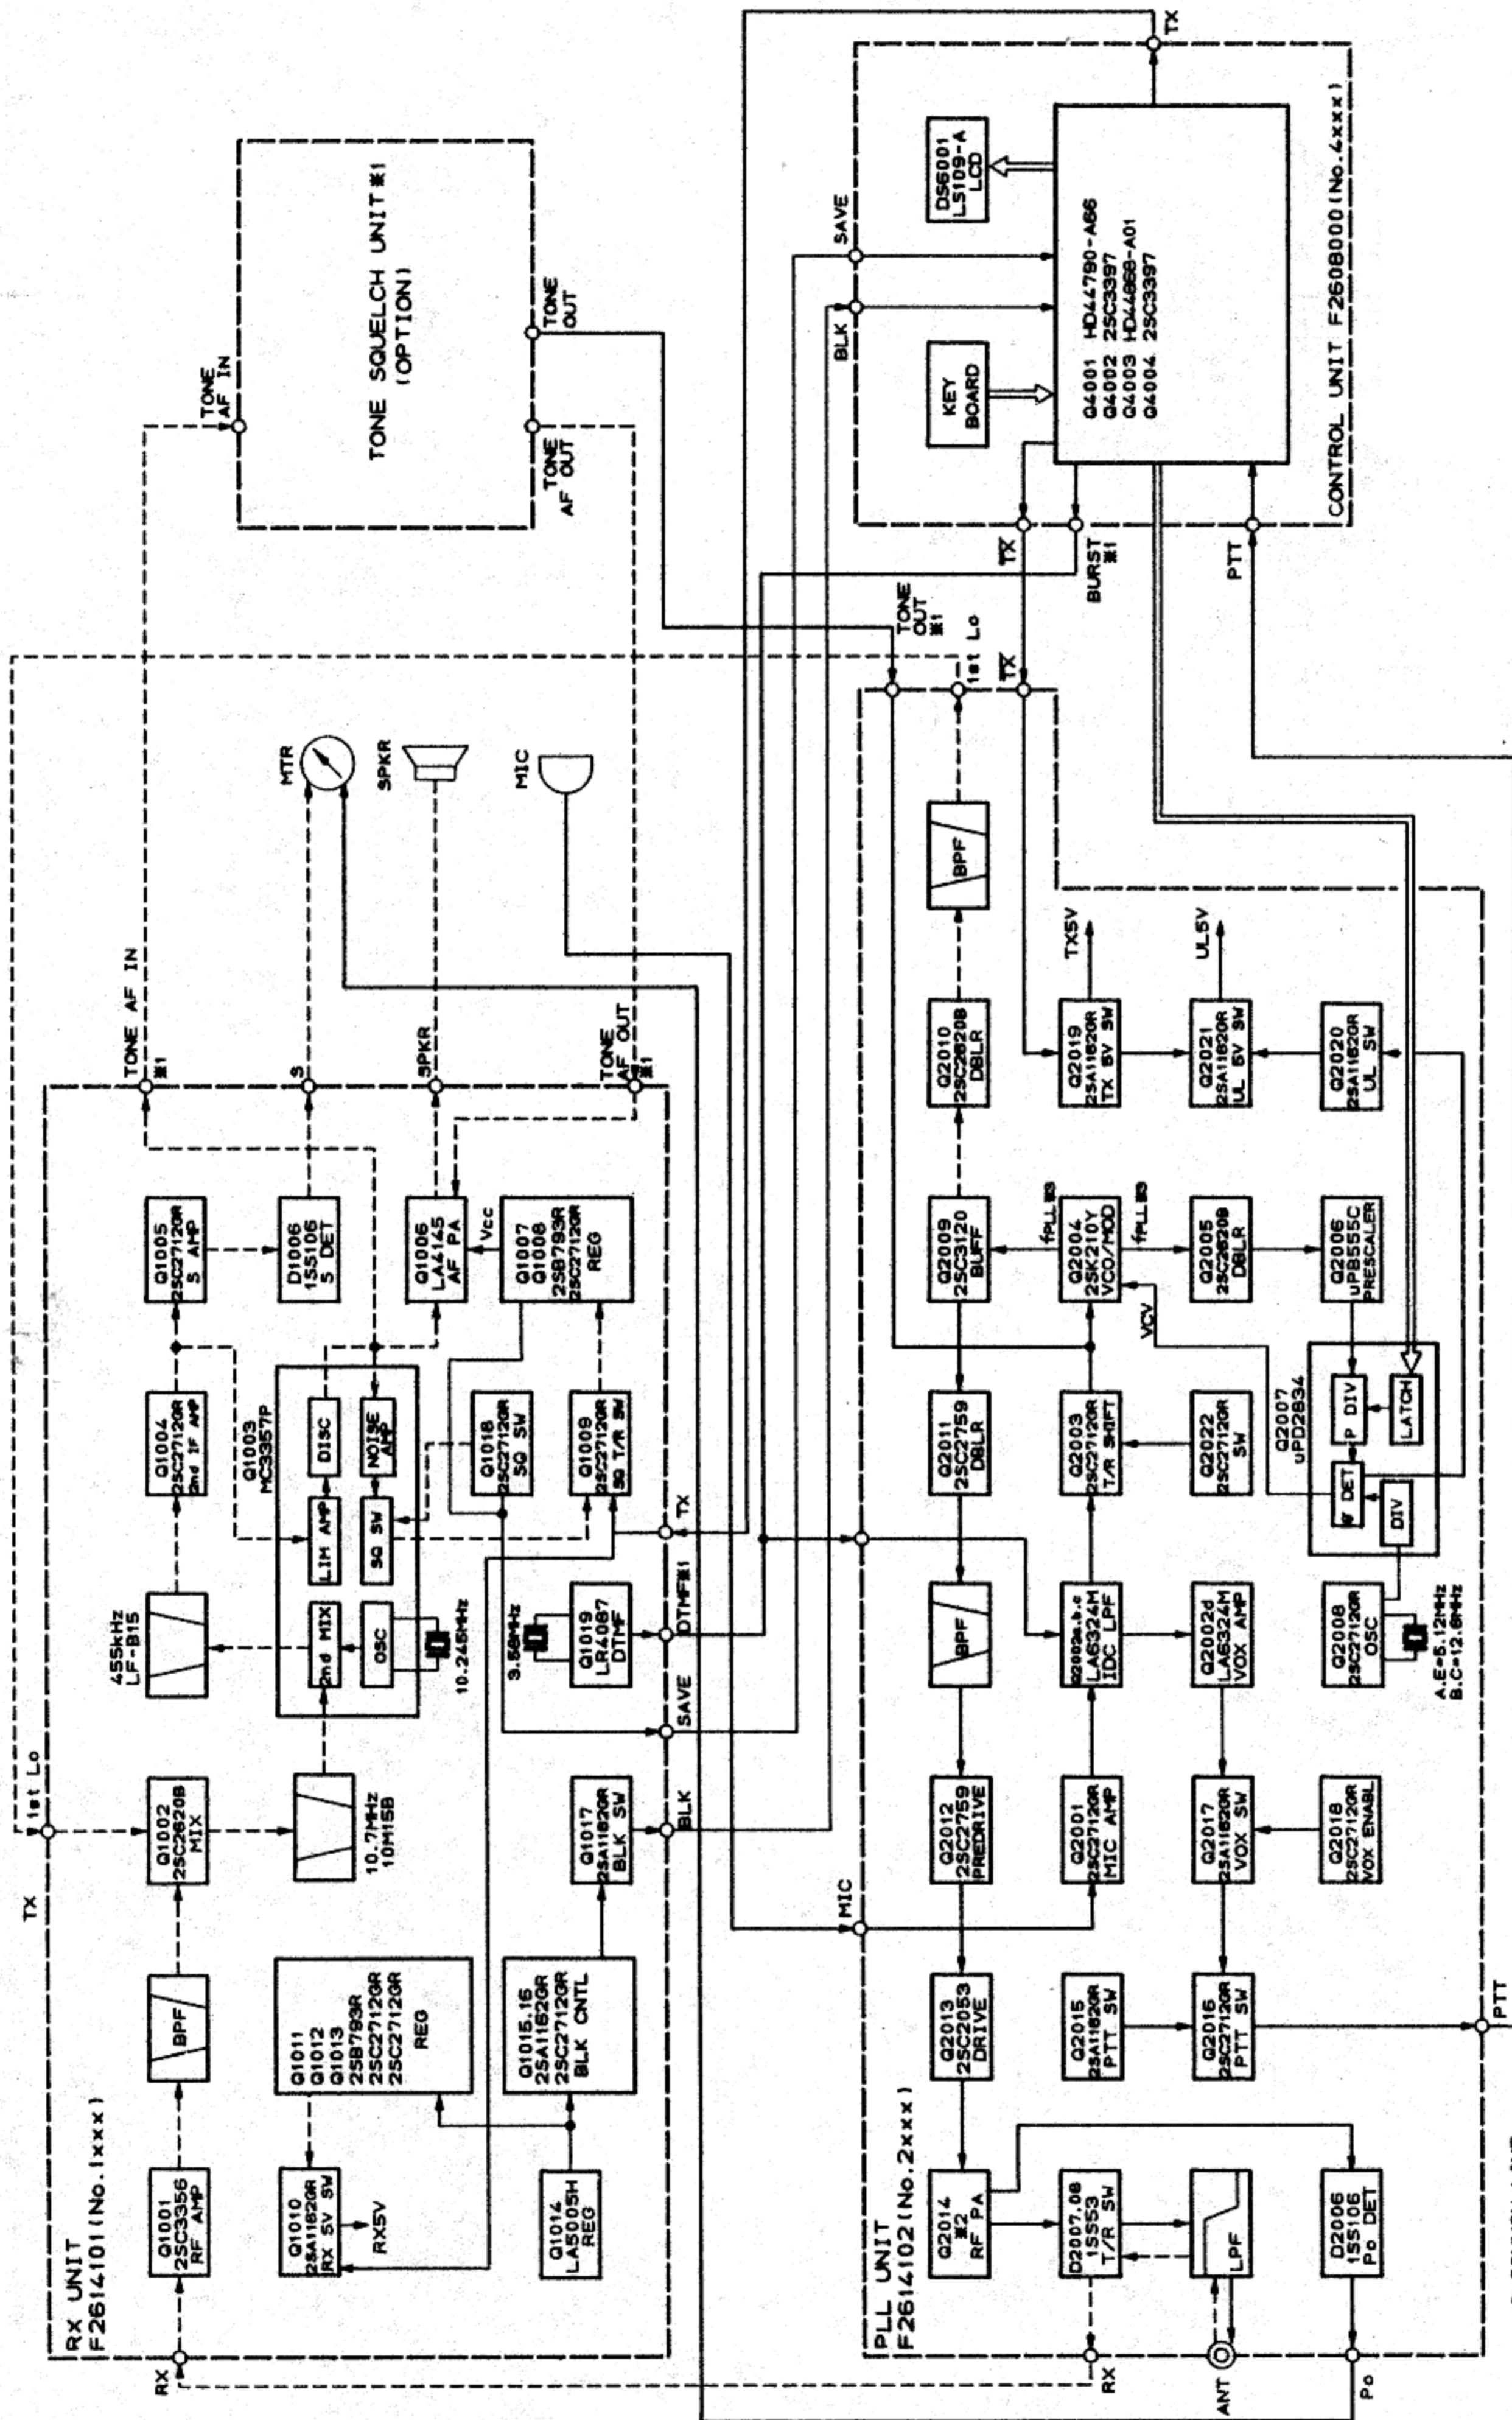 RX UNIT
F2614101(No.1xxx)
RX
TX
1st Lo
Q1001
2SC3356
RF AMP
BPF
Q1002
2SC2620B
MIX
455kHz
LF-B15
Q1004
2SC2712GR
2nd IF AMP
Q1005
2SC2712GR
S AMP
TONE AF IN
※1
Q1010
2SA1162GR
RX 5V SW
RX5V
Q1011
Q1012
Q1013
2SB793R
2SC2712GR
2SC2712GR
REG
10.7MHz
10M15B
Q1003
MC3357P
2nd MIX
OSC
LIM AMP
SQ SW
DISC
NOISE
AMP
10.245MHz
D1006
1SS106
S DET
S
Q1006
LA4145
AF PA
SPKR
Vcc
Q1014
LA5005H
REG
Q1015.16
2SA1162GR
2SC2712GR
BLK CNTL
Q1017
2SA1162GR
BLK SW
3.58MHz
Q1019
LR4087
DTMF
Q1018
2SC2712GR
SQ SW
Q1009
2SC2712GR
SQ T/R SW
Q1007
Q1008
2SB793R
2SC2712GR
REG
TONE
AF OUT
※1
BLK
SAVE
DTMF※1
TX
MTR
SPKR
MIC
TONE
AF IN
TONE SQUELCH UNIT※1
(OPTION)
TONE
AF OUT
TONE
OUT
PLL UNIT
F2614102(No.2xxx)
MIC
Q2014
※2
RF PA
Q2013
2SC2053
DRIVE
Q2012
2SC2759
PREDRIVE
BPF
Q2011
2SC2759
DBLR
Q2009
2SC3120
BUFF
Q2010
2SC2620B
DBLR
BPF
TONE
OUT
※1
1st Lo
TX
D2007.08
1SS53
T/R SW
Q2015
2SA1162GR
PTT SW
Q2001
2SC2712GR
MIC AMP
Q2002a.b.c
LA6324M
IDC LPF
Q2003
2SC2712GR
T/R SHIFT
fPLL※3
Q2004
2SK210Y
VCO/MOD
fPLL※3
VCV
Q2019
2SA1162GR
TX 5V SW
TX5V
RX
LPF
Q2016
2SC2712GR
PTT SW
Q2017
2SA1162GR
VOX SW
Q2002d
LA6324M
VOX AMP
Q2022
2SC2712GR
SW
Q2005
2SC2620B
DBLR
Q2021
2SA1162GR
UL 5V SW
UL5V
ANT
D2006
1SS106
Po DET
Po
Q2018
2SC2712GR
VOX ENABL
Q2008
2SC2712GR
OSC
A.E=5.12MHz
B.C=12.8MHz
Q2007
uPD2834
φ DET
P DIV
DIV
LATCH
Q2006
uPB555C
PRESCALER
Q2020
2SA1162GR
UL SW
PTT
BLK
SAVE
TX
KEY
BOARD
DS6001
LS109-A
LCD
Q4001 HD44790-A66
Q4002 2SC3397
Q4003 HD44868-A01
Q4004 2SC3397
TX
BURST
※1
PTT
CONTROL UNIT F2608000(No.4xxx)